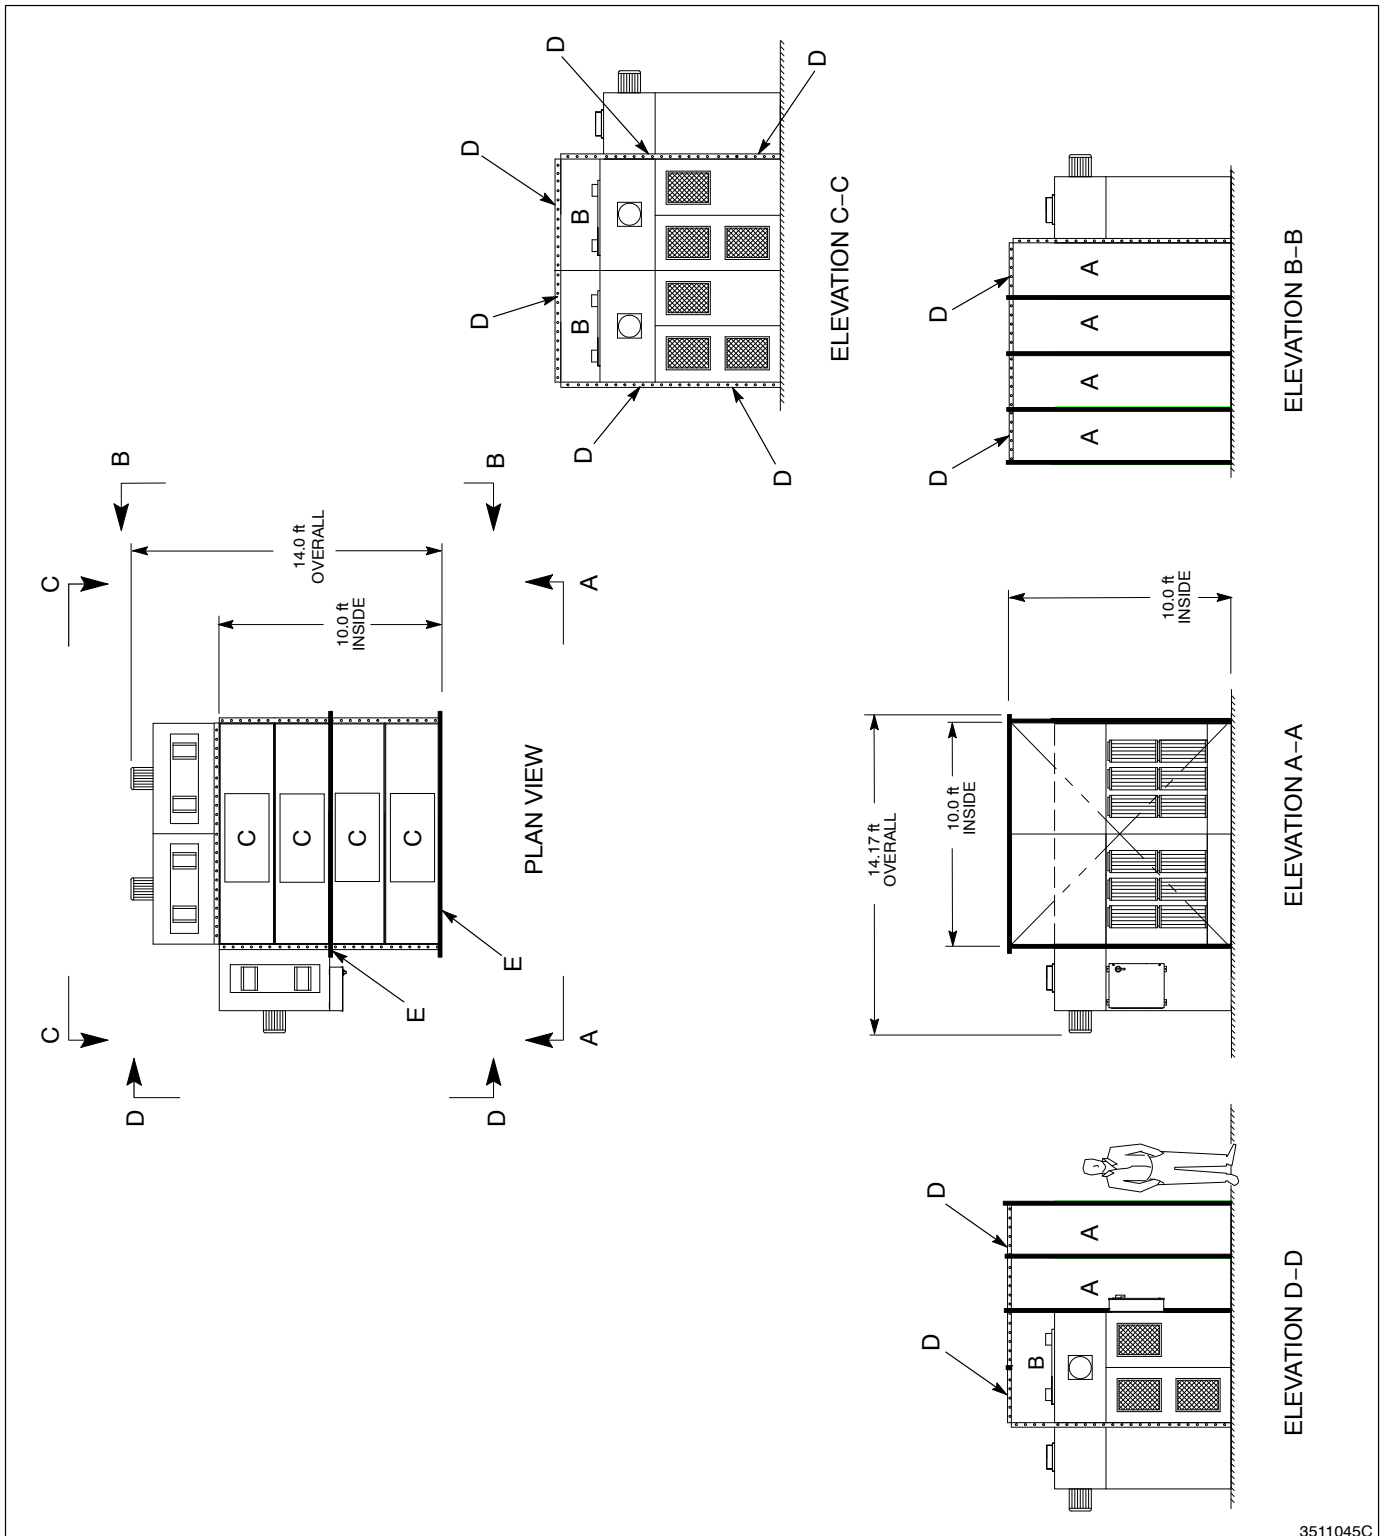 C
C
D
D
B
B
A
A
14.0 ft
OVERALL
10.0 ft
INSIDE
C
C
C
C
E
E
PLAN VIEW
D
D
D
D
D
D
B
B
ELEVATION C–C
D
D
A
A
A
A
ELEVATION B–B
14.17 ft
OVERALL
10.0 ft
INSIDE
10.0 ft
INSIDE
ELEVATION A–A
D
D
B
A
A
ELEVATION D–D
3511045C